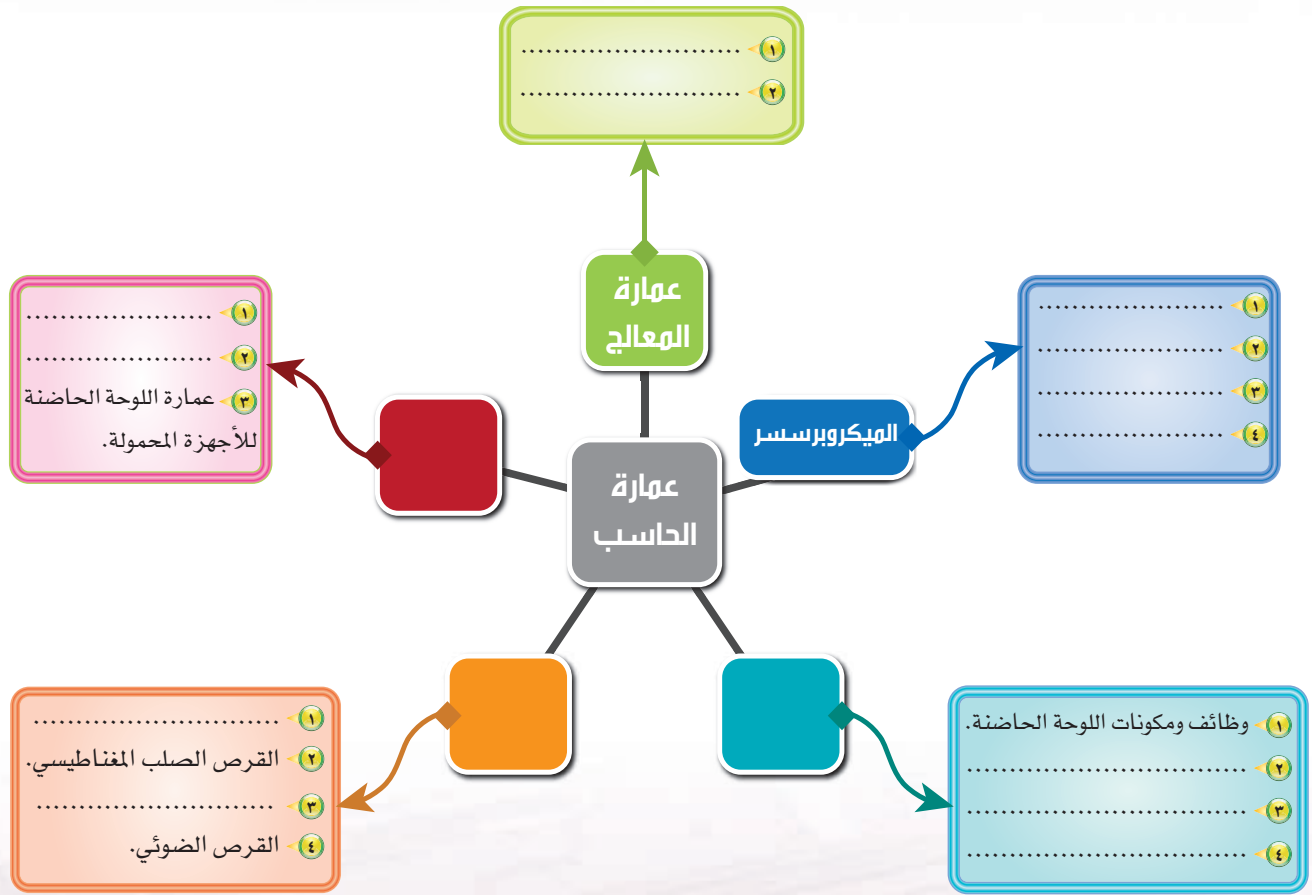 ١ ........................
٢ ........................
عمارة
المعالج
١ ....................
٢ ....................
٣ ....................
٤ ....................
الميكروبرسسر
عمارة
الحاسب
١ ....................
٢ ....................
٣ عمارة اللوحة الحاضنة
للأجهزة المحمولة.
١ وظائف ومكونات اللوحة الحاضنة.
٢ ..............................
٣ ..............................
٤ ..............................
١ ..........................
٢ القرص الصلب المغناطيسي.
٣ ..........................
٤ القرص الضوئي.